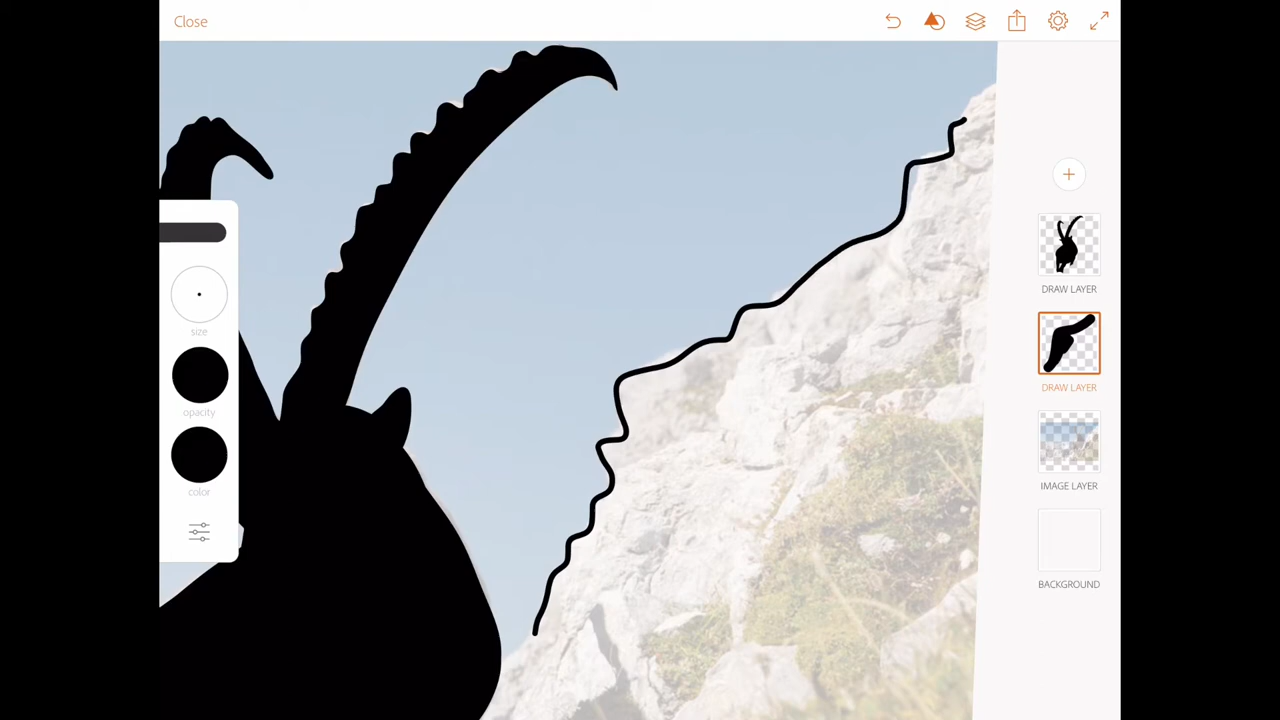 Close
size
opacity
color
DRAW LAYER
DRAW LAYER
IMAGE LAYER
BACKGROUND